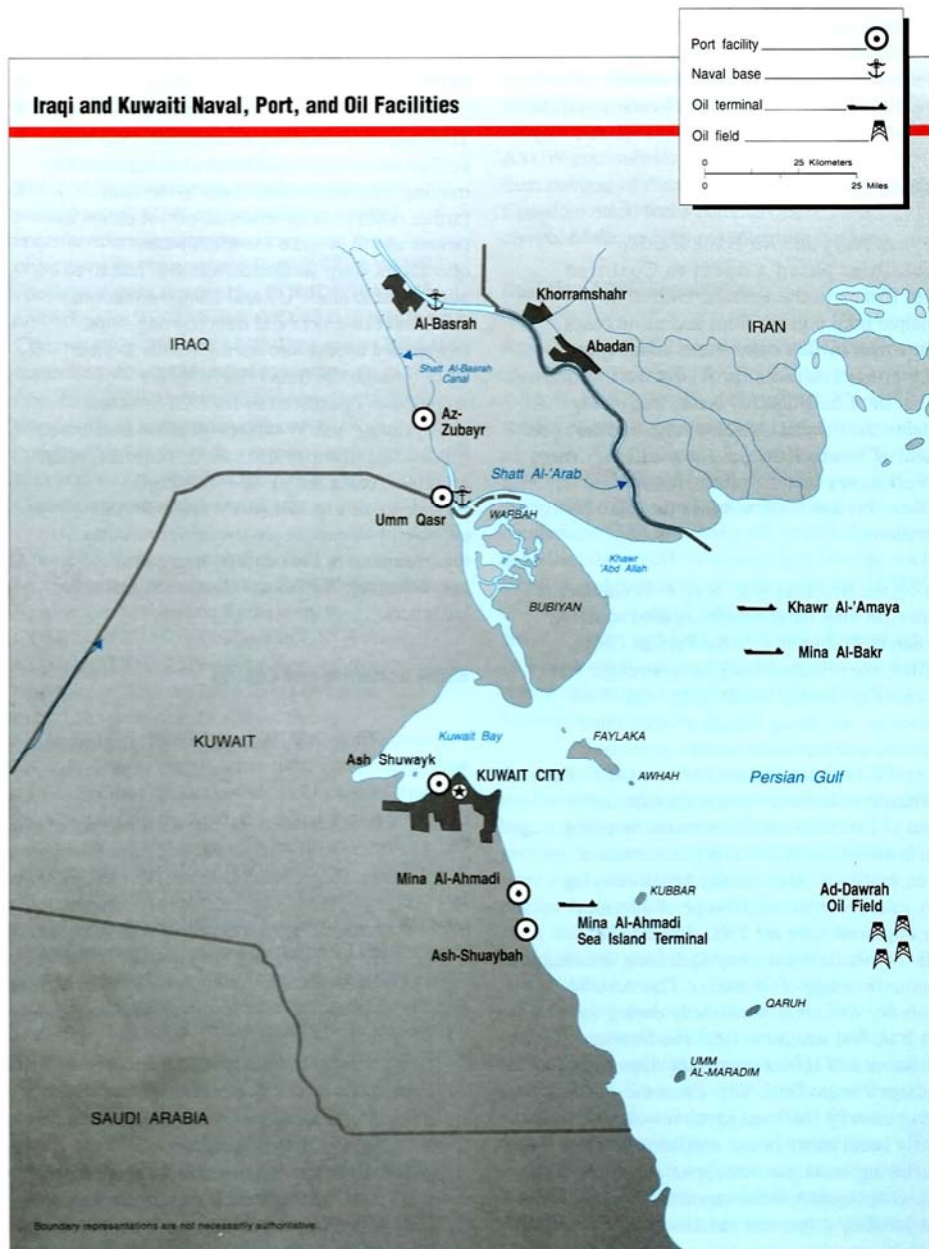 Port facility
Naval base
Oil terminal
Oil field
0 25 Kilometers
0 25 Miles
Iraqi and Kuwaiti Naval, Port, and Oil Facilities
Khorramshahr
IRAN
Al-Basrah
Abadan
IRAQ
Shatt Al-Basrah
Canal
Az-
Zubayr
Shatt Al-'Arab
WARBAH
Umm Qasr
Khawr
'Abd Allah
BUBIYAN
Khawr Al-'Amaya
Mina Al-Bakr
KUWAIT
Kuwait Bay
FAYLAKA
Ash Shuwayk
KUWAIT CITY
AWHAH
Persian Gulf
Mina Al-Ahmadi
KUBBAR
Ad-Dawrah
Oil Field
Mina Al-Ahmadi
Sea Island Terminal
Ash-Shuaybah
QARUH
UMM
AL-MARADIM
SAUDI ARABIA
Boundary representations are not necessarily authoritative.